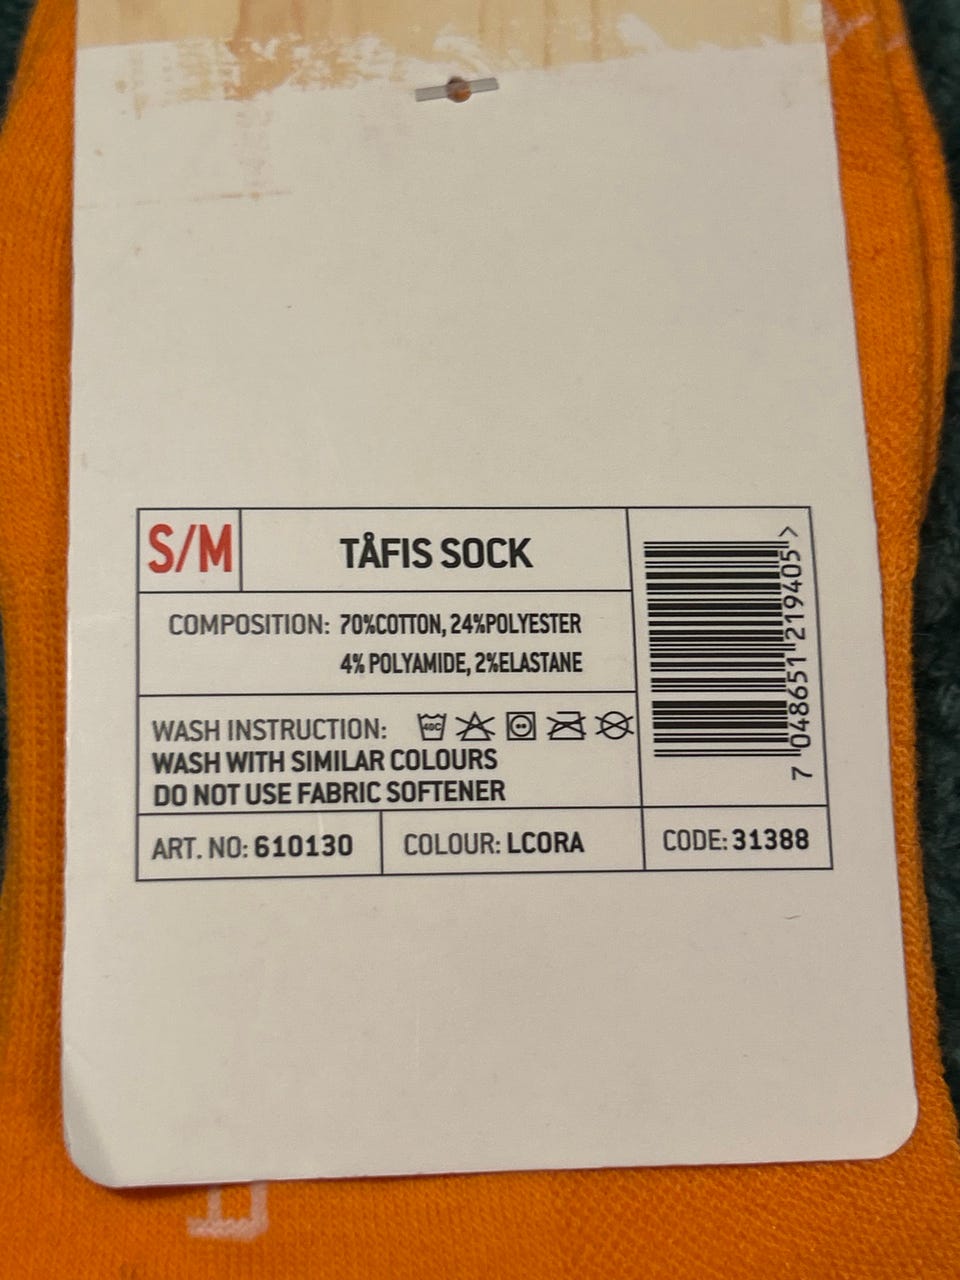 S/M
TÅFIS SOCK
COMPOSITION: 70%COTTON, 24%POLYESTER
4% POLYAMIDE, 2%ELASTANE
WASH INSTRUCTION: 40C
WASH WITH SIMILAR COLOURS
DO NOT USE FABRIC SOFTENER
ART. NO: 610130
COLOUR: LCORA
CODE: 31388
7 048651 219405 >